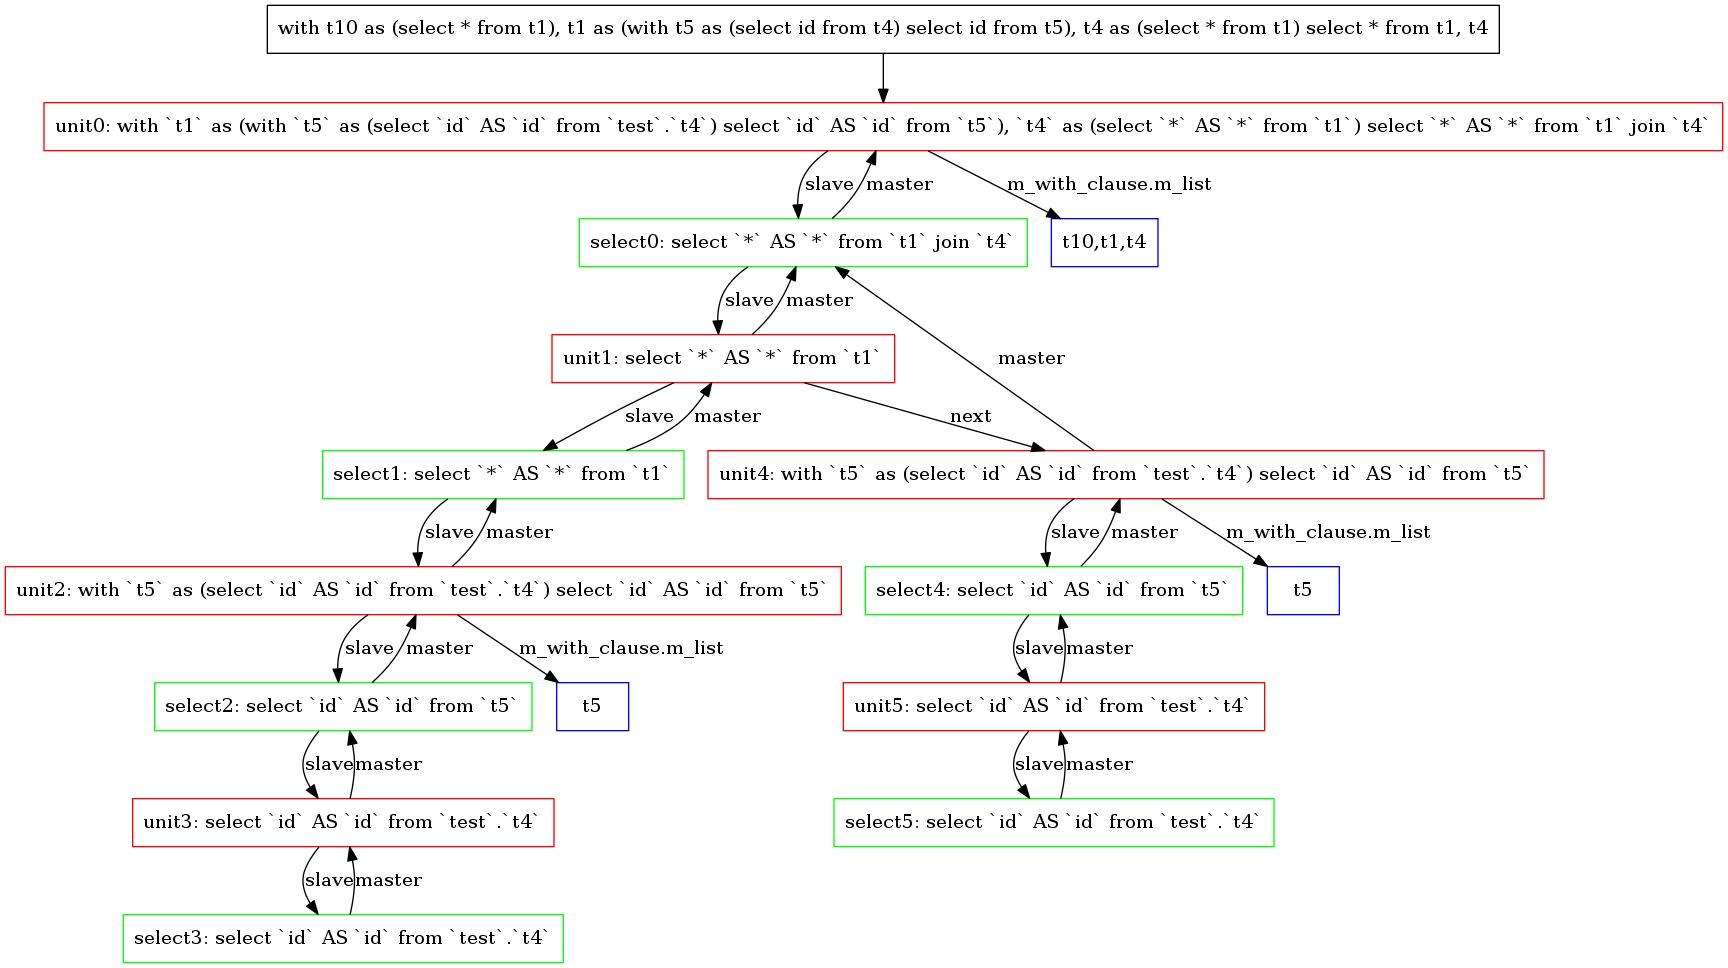 with t10 as (select * from t1), t1 as (with t5 as (select id from t4) select id from t5), t4 as (select * from t1) select * from t1, t4
unit0: with `t1` as (with `t5` as (select `id` AS `id` from `test`.`t4`) select `id` AS `id` from `t5`), `t4` as (select `*` AS `*` from `t1`) select `*` AS `*` from `t1` join `t4`
slave
master
m_with_clause.m_list
select0: select `*` AS `*` from `t1` join `t4`
t10,t1,t4
slave
master
unit1: select `*` AS `*` from `t1`
master
slave
master
next
select1: select `*` AS `*` from `t1`
unit4: with `t5` as (select `id` AS `id` from `test`.`t4`) select `id` AS `id` from `t5`
slave
master
slave
master
m_with_clause.m_list
unit2: with `t5` as (select `id` AS `id` from `test`.`t4`) select `id` AS `id` from `t5`
select4: select `id` AS `id` from `t5`
t5
slave
master
m_with_clause.m_list
slave
master
select2: select `id` AS `id` from `t5`
t5
unit5: select `id` AS `id` from `test`.`t4`
slave
master
slave
master
unit3: select `id` AS `id` from `test`.`t4`
select5: select `id` AS `id` from `test`.`t4`
slave
master
select3: select `id` AS `id` from `test`.`t4`